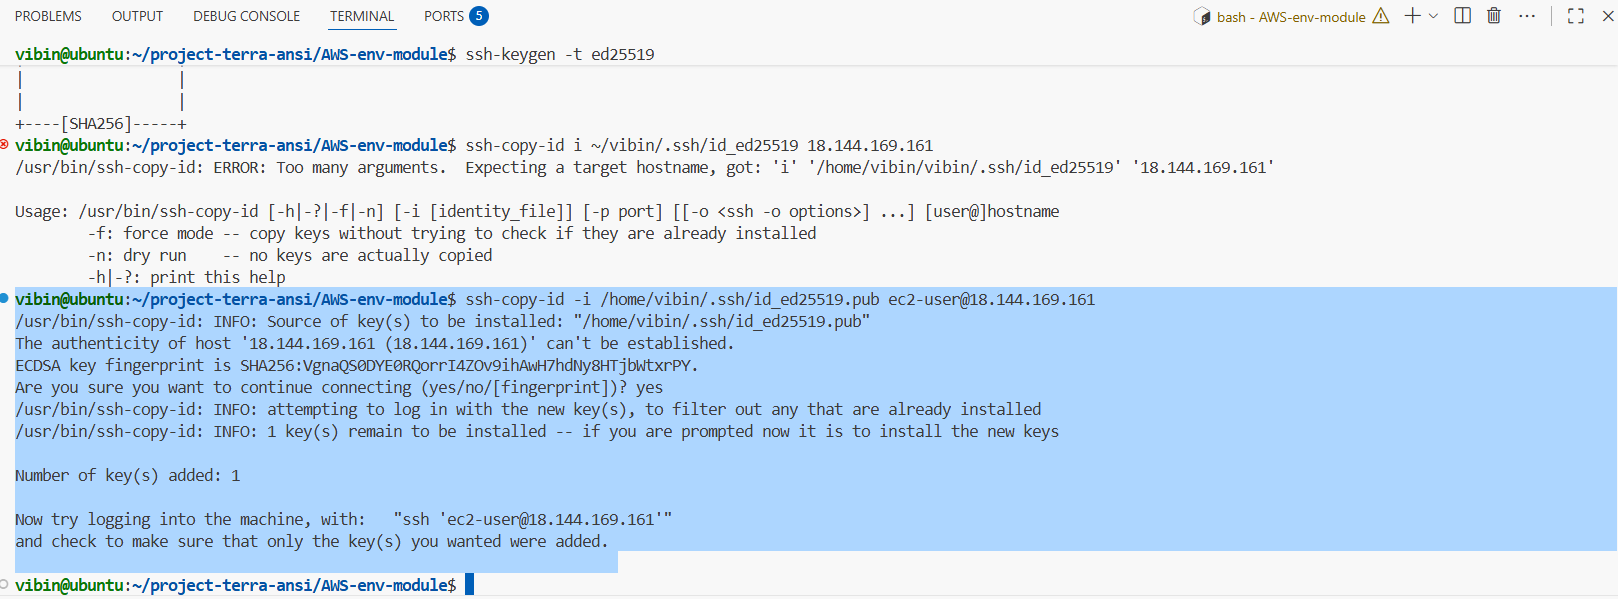 PROBLEMS OUTPUT DEBUG CONSOLE TERMINAL PORTS 5 bash - AWS-env-module
vibin@ubuntu:~/project-terra-ansi/AWS-env-module$ ssh-keygen -t ed25519
|                 |
|                 |
+----[SHA256]-----+
vibin@ubuntu:~/project-terra-ansi/AWS-env-module$ ssh-copy-id i ~/vibin/.ssh/id_ed25519 18.144.169.161
/usr/bin/ssh-copy-id: ERROR: Too many arguments.  Expecting a target hostname, got: 'i' '/home/vibin/vibin/.ssh/id_ed25519' '18.144.169.161'
Usage: /usr/bin/ssh-copy-id [-h|-?|-f|-n] [-i [identity_file]] [-p port] [[-o <ssh -o options>] ...] [user@]hostname
        -f: force mode -- copy keys without trying to check if they are already installed
        -n: dry run    -- no keys are actually copied
        -h|-?: print this help
vibin@ubuntu:~/project-terra-ansi/AWS-env-module$ ssh-copy-id -i /home/vibin/.ssh/id_ed25519.pub ec2-user@18.144.169.161
/usr/bin/ssh-copy-id: INFO: Source of key(s) to be installed: "/home/vibin/.ssh/id_ed25519.pub"
The authenticity of host '18.144.169.161 (18.144.169.161)' can't be established.
ECDSA key fingerprint is SHA256:VgnaQS0DYE0RQorrI4ZOv9ihAwH7hdNy8HTjbWtxrPY.
Are you sure you want to continue connecting (yes/no/[fingerprint])? yes
/usr/bin/ssh-copy-id: INFO: attempting to log in with the new key(s), to filter out any that are already installed
/usr/bin/ssh-copy-id: INFO: 1 key(s) remain to be installed -- if you are prompted now it is to install the new keys
Number of key(s) added: 1
Now try logging into the machine, with:   "ssh 'ec2-user@18.144.169.161'"
and check to make sure that only the key(s) you wanted were added.
vibin@ubuntu:~/project-terra-ansi/AWS-env-module$